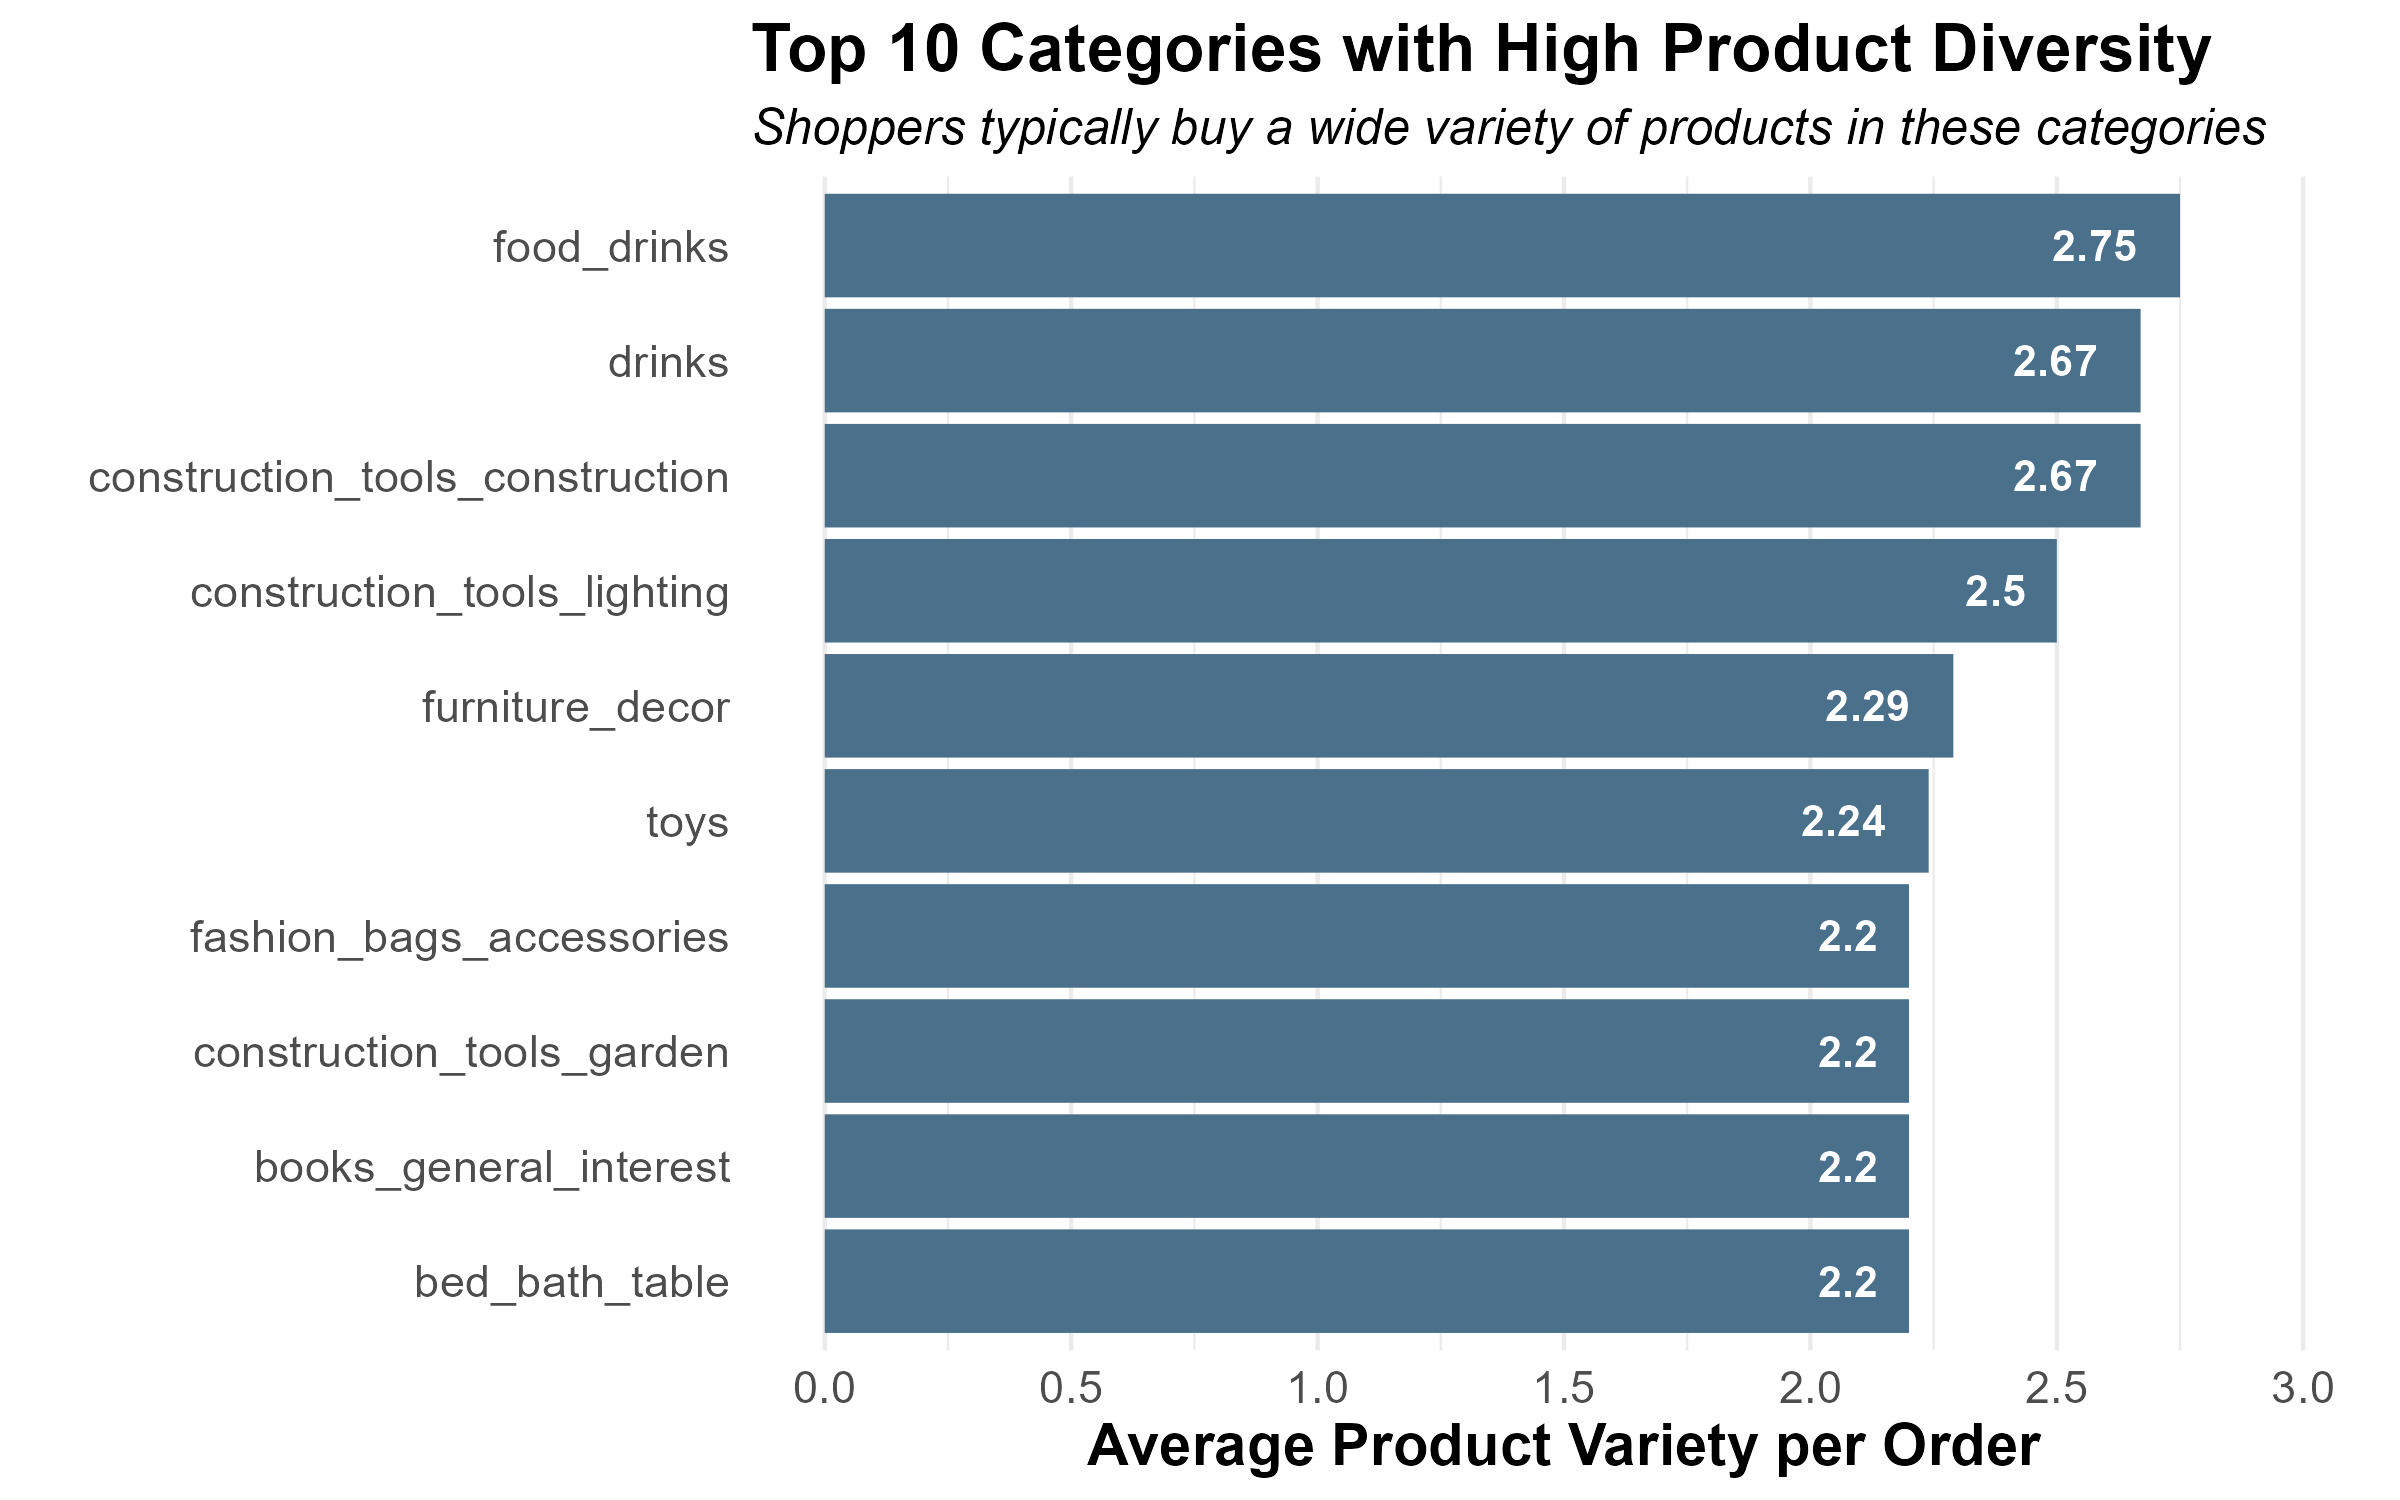 Top 10 Categories with High Product Diversity
Shoppers typically buy a wide variety of products in these categories
food_drinks 2.75
drinks 2.67
construction_tools_construction 2.67
construction_tools_lighting 2.5
furniture_decor 2.29
toys 2.24
fashion_bags_accessories 2.2
construction_tools_garden 2.2
books_general_interest 2.2
bed_bath_table 2.2
0.0 0.5 1.0 1.5 2.0 2.5 3.0
Average Product Variety per Order